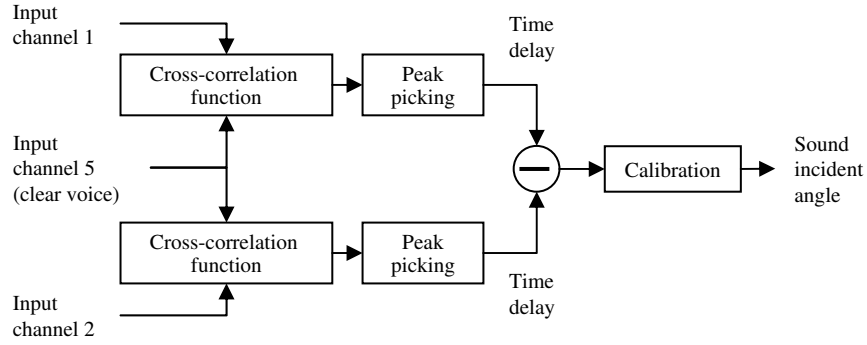 Input
channel 1
Time
delay
Cross-correlation
function
Peak
picking
Input
channel 5
(clear voice)
Calibration
Sound
incident
angle
Cross-correlation
function
Peak
picking
Time
delay
Input
channel 2